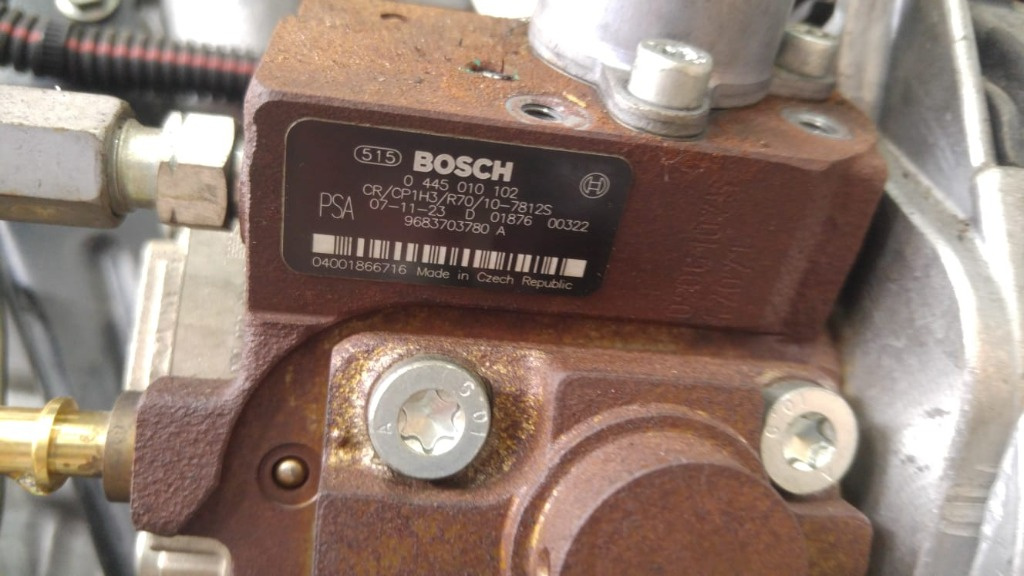 515 BOSCH
0 445 010 102
CR/CP1H3/R70/10-7812S
PSA 07-11-23 D 01876 00322
9683703780 A
04001866716 Made in Czech Republic